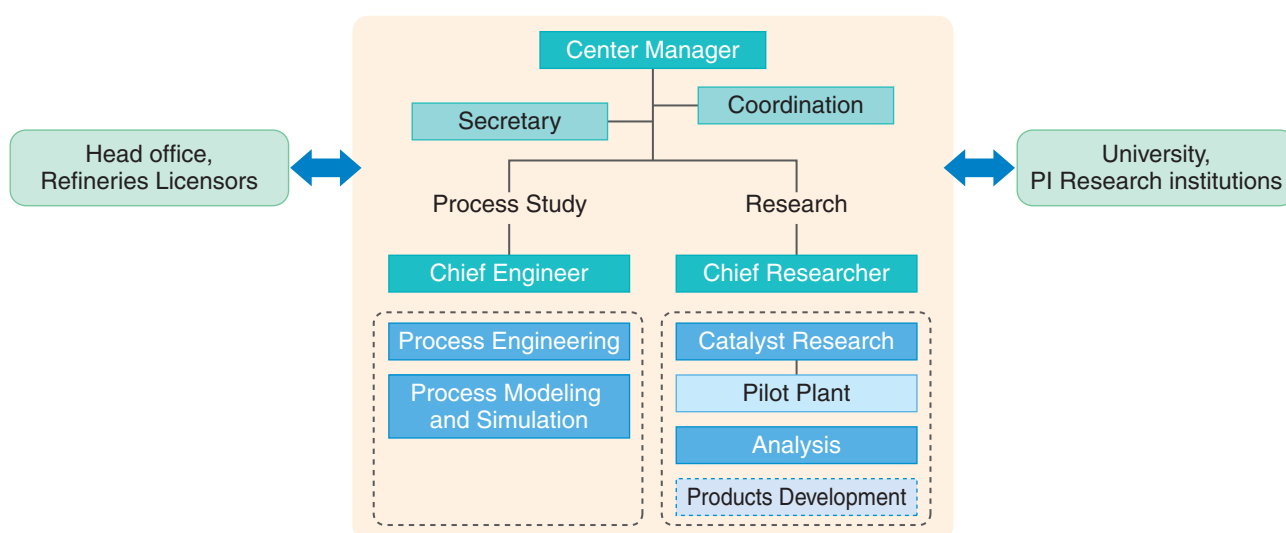 Center Manager
Coordination
Secretary
Head office,
Refineries Licensors
University,
PI Research institutions
Process Study
Research
Chief Engineer
Chief Researcher
Process Engineering
Process Modeling
and Simulation
Catalyst Research
Pilot Plant
Analysis
Products Development